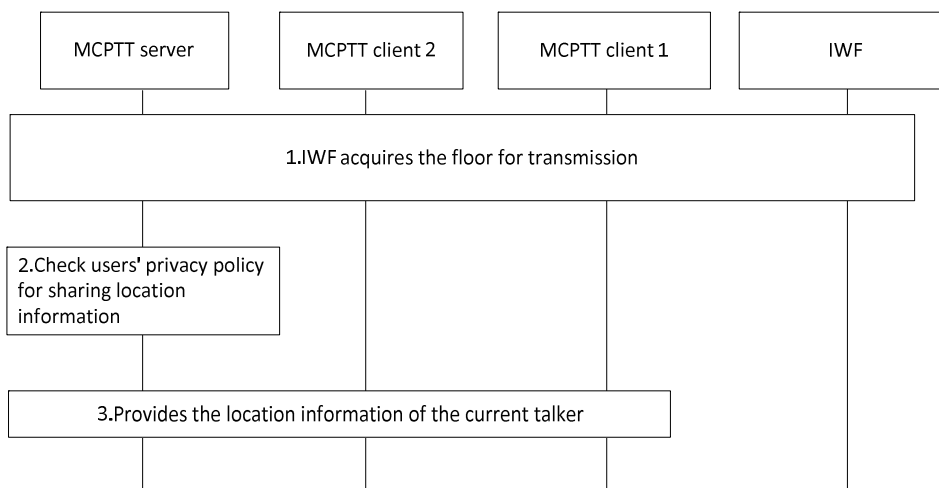 MCPTT server
MCPTT client 2
MCPTT client 1
IWF
1.IWF acquires the floor for transmission
2.Check users' privacy policy
for sharing location
information
3.Provides the location information of the current talker